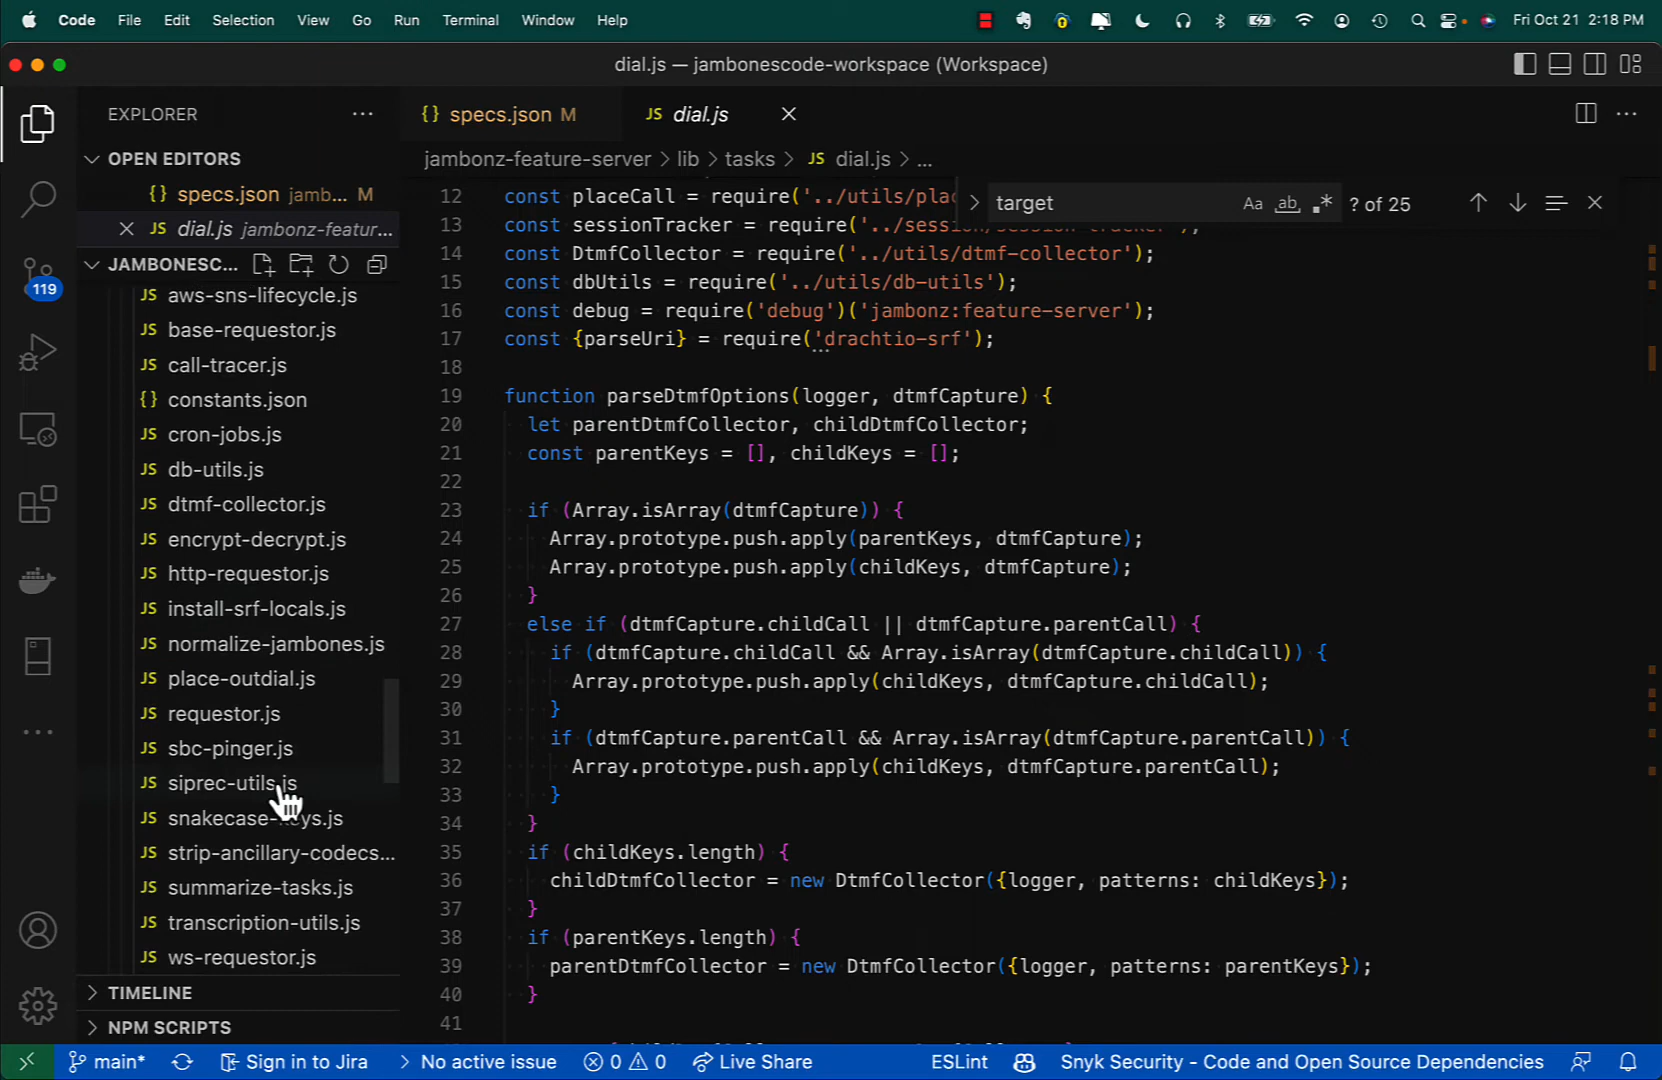 Code File Edit Selection View Go Run Terminal Window Help Fri Oct 21 2:18 PM
dial.js — jambonescode-workspace (Workspace)
EXPLORER ...
OPEN EDITORS
{} specs.json jamb... M
JS dial.js jambonz-featur...
JAMBONESC...
JS aws-sns-lifecycle.js
JS base-requestor.js
JS call-tracer.js
{} constants.json
JS cron-jobs.js
JS db-utils.js
JS dtmf-collector.js
JS encrypt-decrypt.js
JS http-requestor.js
JS install-srf-locals.js
JS normalize-jambones.js
JS place-outdial.js
JS requestor.js
JS sbc-pinger.js
JS siprec-utils.js
JS snakecase-keys.js
JS strip-ancillary-codecs...
JS summarize-tasks.js
JS transcription-utils.js
JS ws-requestor.js
TIMELINE
NPM SCRIPTS
119
{} specs.json M JS dial.js
jambonz-feature-server > lib > tasks > JS dial.js > ...
> target Aa ab .* ? of 25
12 const placeCall = require('../utils/plac
13 const sessionTracker = require('../session/session-tracker');
14 const DtmfCollector = require('../utils/dtmf-collector');
15 const dbUtils = require('../utils/db-utils');
16 const debug = require('debug')('jambonz:feature-server');
17 const {parseUri} = require('drachtio-srf');
18
19 function parseDtmfOptions(logger, dtmfCapture) {
20 let parentDtmfCollector, childDtmfCollector;
21 const parentKeys = [], childKeys = [];
22
23 if (Array.isArray(dtmfCapture)) {
24 Array.prototype.push.apply(parentKeys, dtmfCapture);
25 Array.prototype.push.apply(childKeys, dtmfCapture);
26 }
27 else if (dtmfCapture.childCall || dtmfCapture.parentCall) {
28 if (dtmfCapture.childCall && Array.isArray(dtmfCapture.childCall)) {
29 Array.prototype.push.apply(childKeys, dtmfCapture.childCall);
30 }
31 if (dtmfCapture.parentCall && Array.isArray(dtmfCapture.parentCall)) {
32 Array.prototype.push.apply(childKeys, dtmfCapture.parentCall);
33 }
34 }
35 if (childKeys.length) {
36 childDtmfCollector = new DtmfCollector({logger, patterns: childKeys});
37 }
38 if (parentKeys.length) {
39 parentDtmfCollector = new DtmfCollector({logger, patterns: parentKeys});
40 }
41
main* Sign in to Jira > No active issue 0 0 Live Share ESLint Snyk Security - Code and Open Source Dependencies